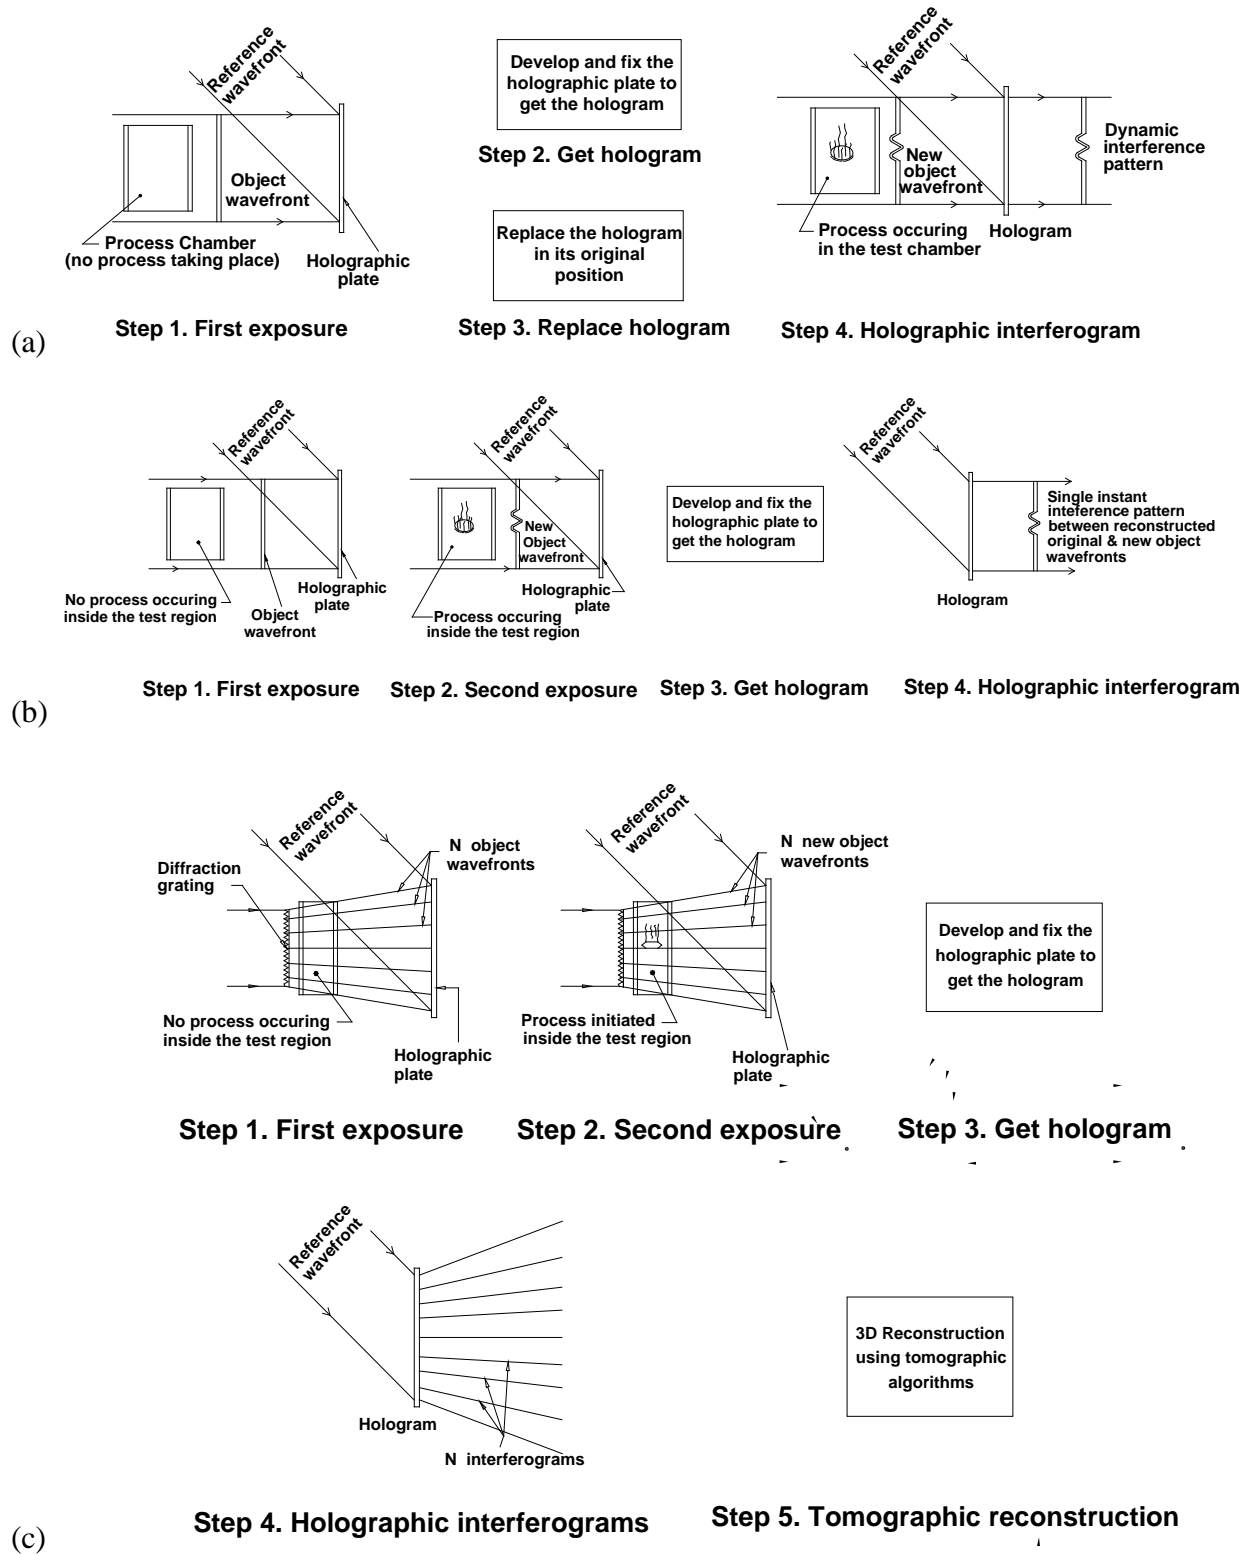 Reference
wavefront
Object
wavefront
Process Chamber
(no process taking place)
Holographic
plate
Step 1. First exposure
Develop and fix the
holographic plate to
get the hologram
Step 2. Get hologram
Replace the hologram
in its original
position
Step 3. Replace hologram
Reference
wavefront
New
object
wavefront
Dynamic
interference
pattern
Process occuring
in the test chamber
Hologram
Step 4. Holographic interferogram
(a)
Reference
wavefront
No process occuring
inside the test region
Object
wavefront
Holographic
plate
Step 1. First exposure
Reference
wavefront
New
Object
wavefront
Holographic
plate
Process occuring
inside the test region
Step 2. Second exposure
Develop and fix the
holographic plate to
get the hologram
Step 3. Get hologram
Reference
wavefront
Single instant
inteference pattern
between reconstructed
original & new object
wavefronts
Hologram
Step 4. Holographic interferogram
(b)
Reference
wavefront
N object
wavefronts
Diffraction
grating
No process occuring
inside the test region
Holographic
plate
Step 1. First exposure
Reference
wavefront
N new object
wavefronts
Process initiated
inside the test region
Holographic
plate
Step 2. Second exposure
Develop and fix the
holographic plate to
get the hologram
Step 3. Get hologram
Reference
wavefront
Hologram
N interferograms
Step 4. Holographic interferograms
3D Reconstruction
using tomographic
algorithms
Step 5. Tomographic reconstruction
(c)